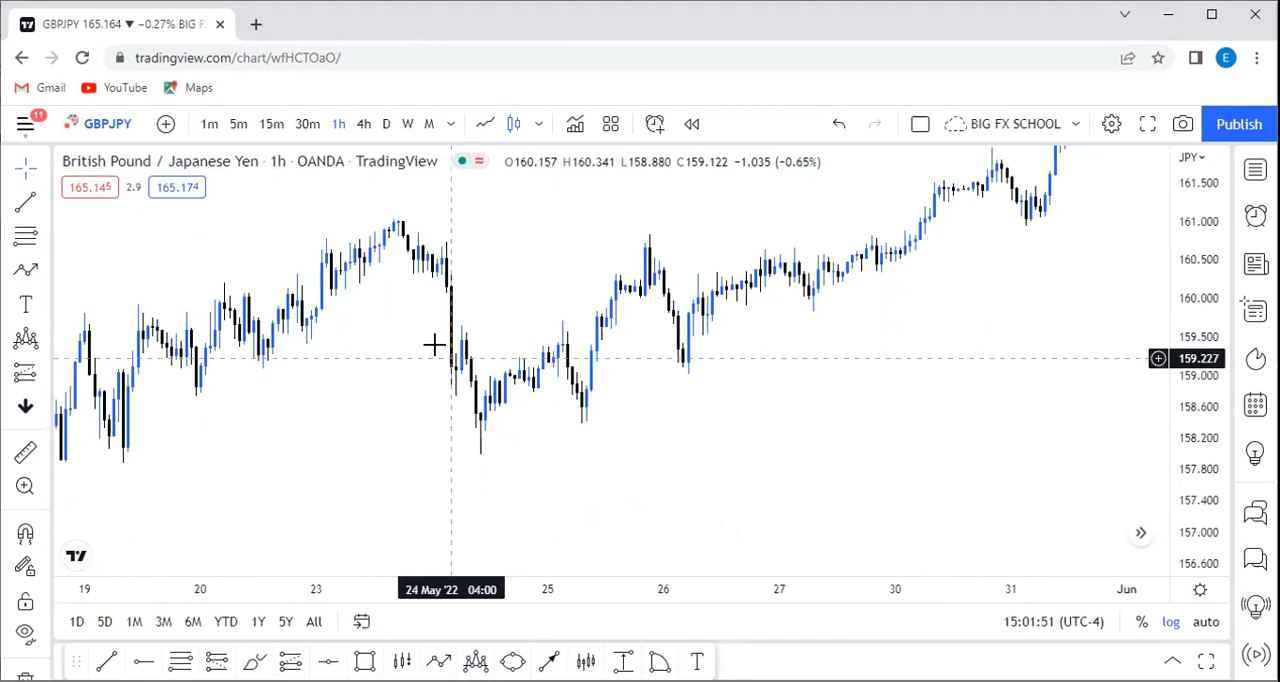 GBPJPY 165.164 ▼ −0.27% BIG F
tradingview.com/chart/wfHCTOaO/
E
Gmail YouTube Maps
11
GBPJPY 1m 5m 15m 30m 1h 4h D W M BIG FX SCHOOL Publish
British Pound / Japanese Yen · 1h · OANDA · TradingView O160.157 H160.341 L158.880 C159.122 −1.035 (−0.65%) JPY
165.145 2.9 165.174
161.500
161.000
160.500
160.000
159.500
159.227
159.000
158.600
158.200
157.800
157.400
157.000
156.600
19 20 23 24 May '22 04:00 25 26 27 30 31 Jun
1D 5D 1M 3M 6M YTD 1Y 5Y All 15:01:51 (UTC-4) % log auto